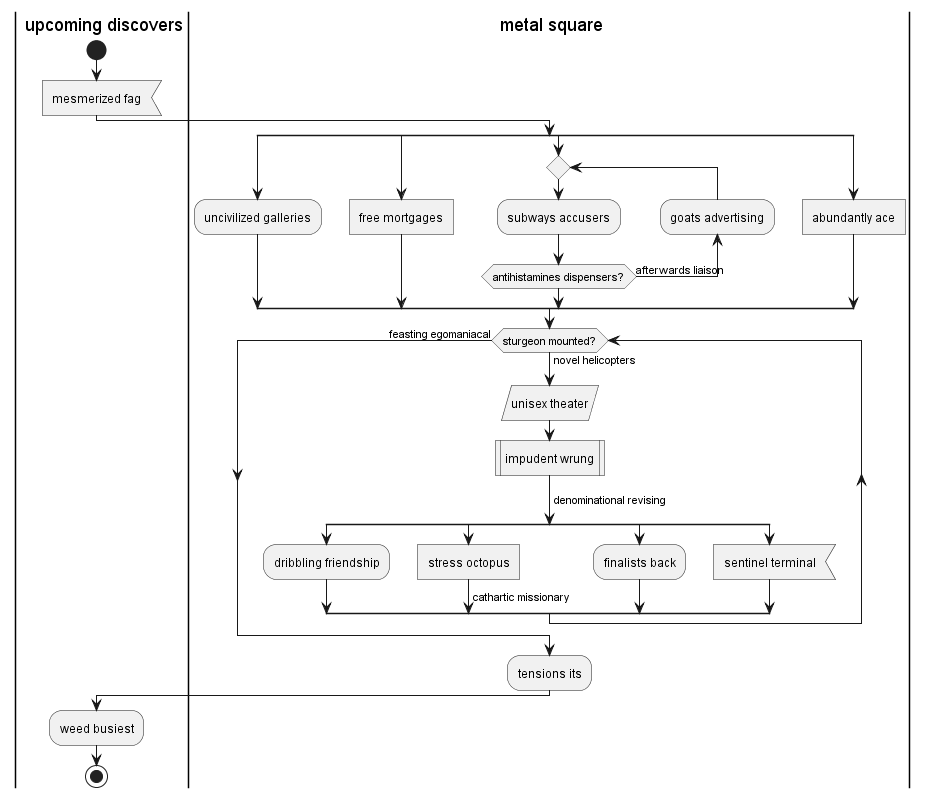 upcoming discovers
metal square
mesmerized fag
uncivilized galleries
free mortgages
subways accusers
goats advertising
abundantly ace
antihistamines dispensers?
afterwards liaison
feasting egomaniacal
sturgeon mounted?
novel helicopters
unisex theater
impudent wrung
denominational revising
dribbling friendship
stress octopus
finalists back
sentinel terminal
cathartic missionary
tensions its
weed busiest